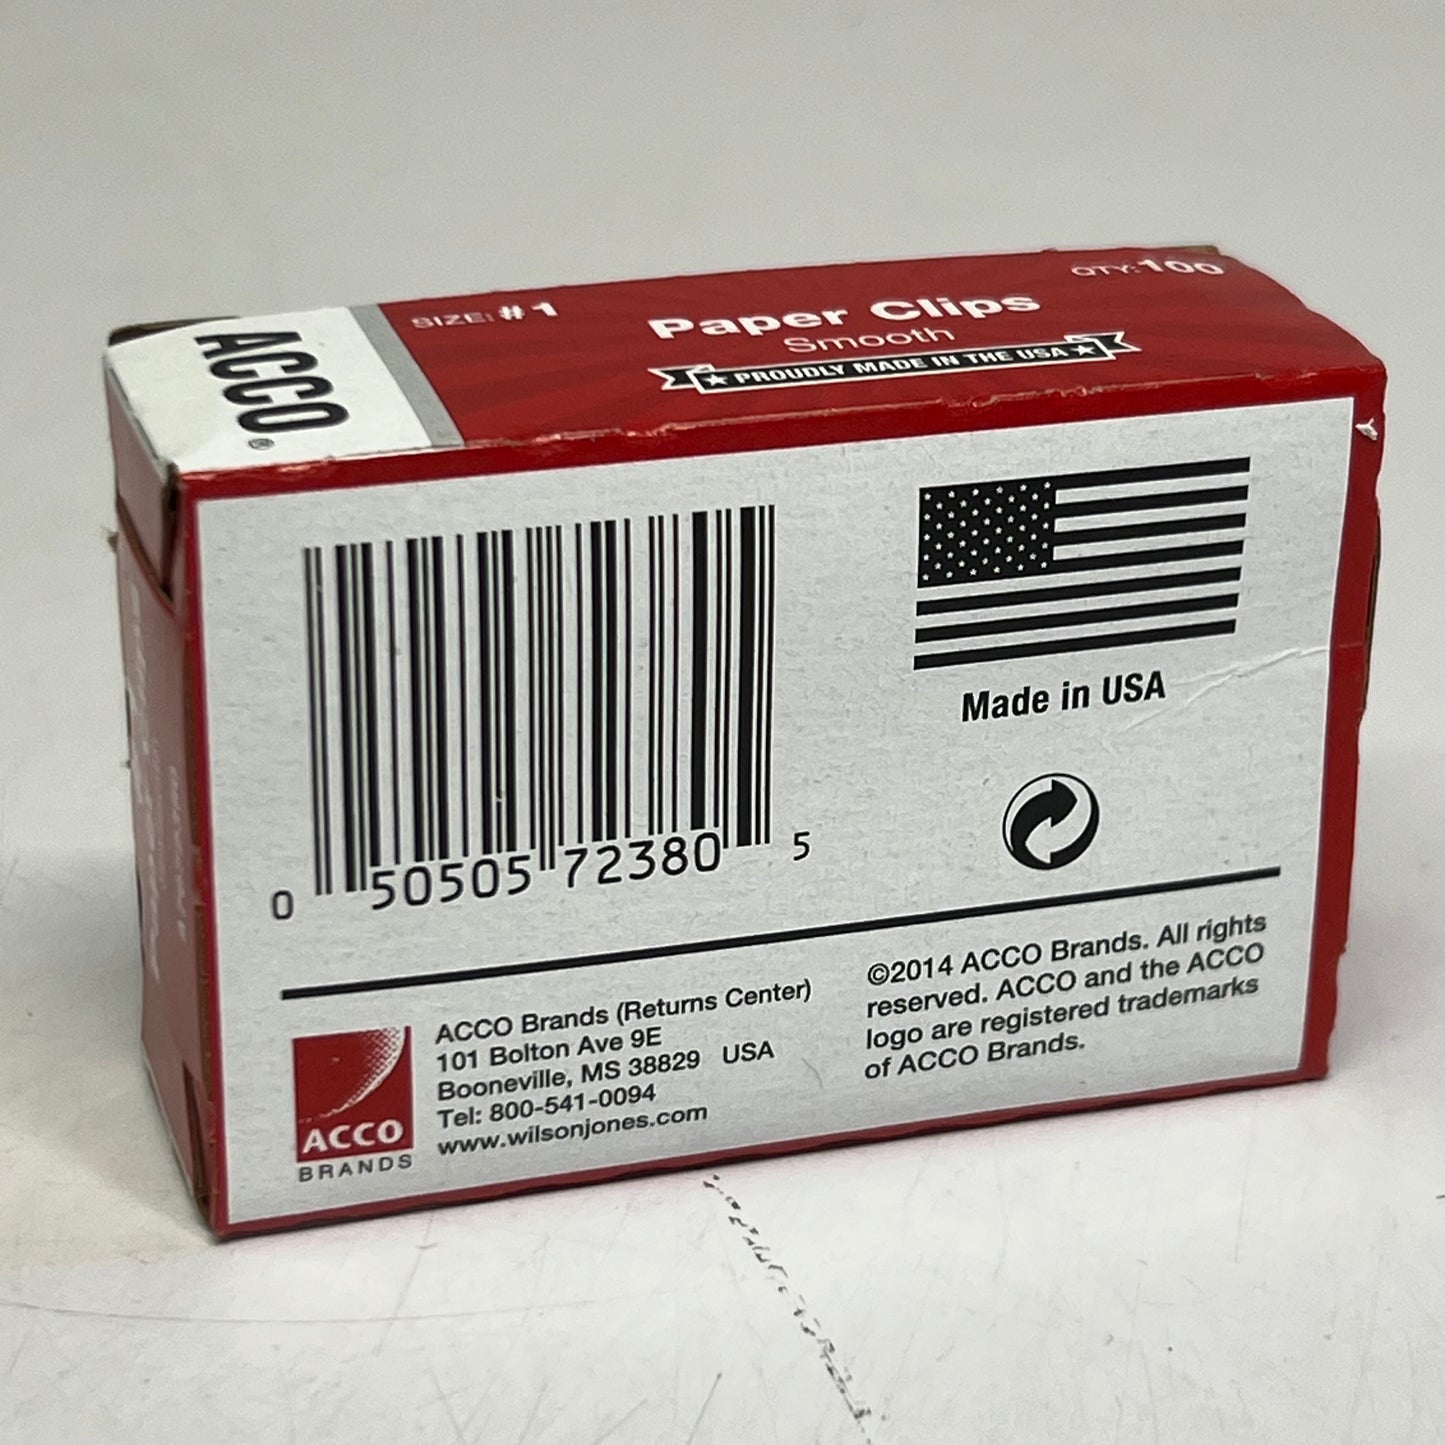 ACCO®
SIZE: #1
QTY: 100
Paper Clips
Smooth
★ PROUDLY MADE IN THE USA ★
0 50505 72380 5
Made in USA
ACCO
BRANDS
ACCO Brands (Returns Center)
101 Bolton Ave 9E
Booneville, MS 38829 USA
Tel: 800-541-0094
www.wilsonjones.com
©2014 ACCO Brands. All rights
reserved. ACCO and the ACCO
logo are registered trademarks
of ACCO Brands.